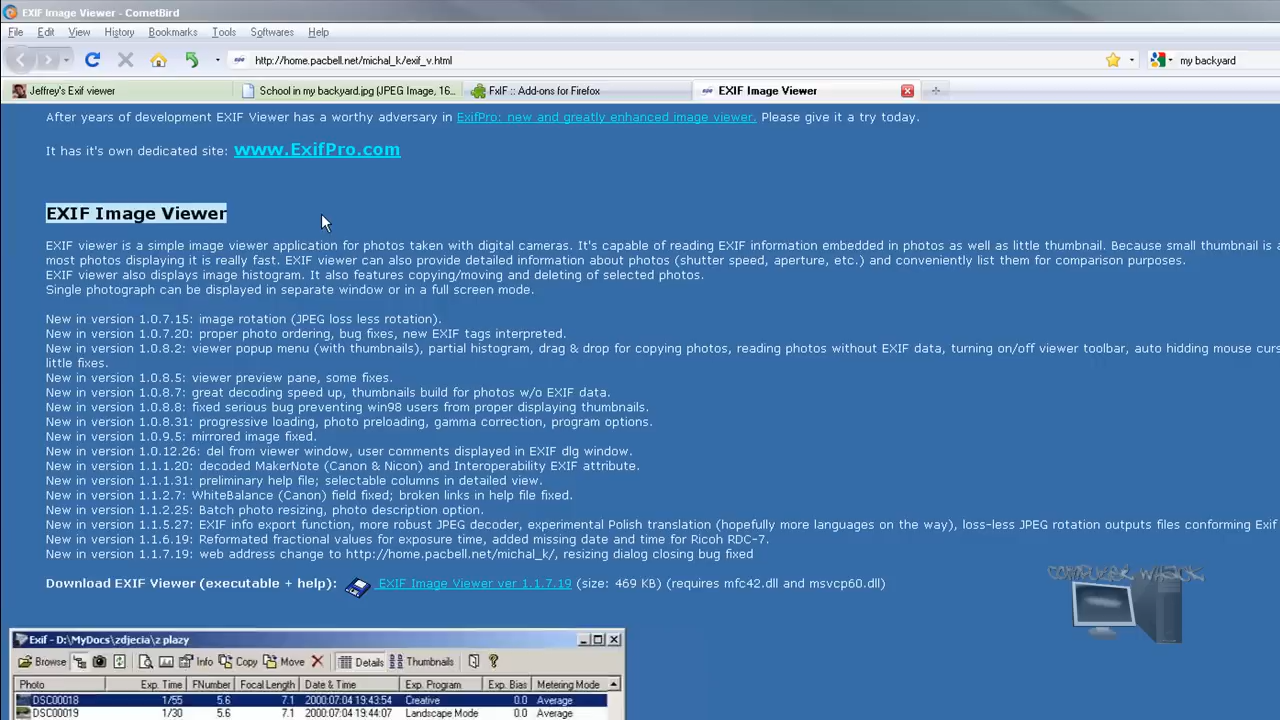 EXIF Image Viewer - CometBird
File Edit View History Bookmarks Tools Softwares Help
http://home.pacbell.net/michal_k/exif_v.html my backyard
Jeffrey's Exif viewer School in my backyard.jpg (JPEG Image, 16... FxIF :: Add-ons for Firefox EXIF Image Viewer
After years of development EXIF Viewer has a worthy adversary in ExifPro: new and greatly enhanced image viewer. Please give it a try today.
It has it's own dedicated site: www.ExifPro.com
EXIF Image Viewer
EXIF viewer is a simple image viewer application for photos taken with digital cameras. It's capable of reading EXIF information embedded in photos as well as little thumbnail. Because small thumbnail is a
most photos displaying it is really fast. EXIF viewer can also provide detailed information about photos (shutter speed, aperture, etc.) and conveniently list them for comparison purposes.
EXIF viewer also displays image histogram. It also features copying/moving and deleting of selected photos.
Single photograph can be displayed in separate window or in a full screen mode.
New in version 1.0.7.15: image rotation (JPEG loss less rotation).
New in version 1.0.7.20: proper photo ordering, bug fixes, new EXIF tags interpreted.
New in version 1.0.8.2: viewer popup menu (with thumbnails), partial histogram, drag & drop for copying photos, reading photos without EXIF data, turning on/off viewer toolbar, auto hidding mouse curs
little fixes.
New in version 1.0.8.5: viewer preview pane, some fixes.
New in version 1.0.8.7: great decoding speed up, thumbnails build for photos w/o EXIF data.
New in version 1.0.8.8: fixed serious bug preventing win98 users from proper displaying thumbnails.
New in version 1.0.8.31: progressive loading, photo preloading, gamma correction, program options.
New in version 1.0.9.5: mirrored image fixed.
New in version 1.0.12.26: del from viewer window, user comments displayed in EXIF dlg window.
New in version 1.1.1.20: decoded MakerNote (Canon & Nicon) and Interoperability EXIF attribute.
New in version 1.1.1.31: preliminary help file; selectable columns in detailed view.
New in version 1.1.2.7: WhiteBalance (Canon) field fixed; broken links in help file fixed.
New in version 1.1.2.25: Batch photo resizing, photo description option.
New in version 1.1.5.27: EXIF info export function, more robust JPEG decoder, experimental Polish translation (hopefully more languages on the way), loss-less JPEG rotation outputs files conforming Exif
New in version 1.1.6.19: Reformated fractional values for exposure time, added missing date and time for Ricoh RDC-7.
New in version 1.1.7.19: web address change to http://home.pacbell.net/michal_k/, resizing dialog closing bug fixed
Download EXIF Viewer (executable + help): EXIF Image Viewer ver 1.1.7.19 (size: 469 KB) (requires mfc42.dll and msvcp60.dll)
COMPUTER WHICK
Exif - D:\MyDocs\zdjecia\z plazy
Browse Info Copy Move Details Thumbnails
Photo Exp. Time FNumber Focal Length Date & Time Exp. Program Exp. Bias Metering Mode
DSC00018 1/55 5.6 7.1 2000:07:04 19:43:54 Creative 0.0 Average
DSC00019 1/30 5.6 7.1 2000:07:04 19:44:07 Landscape Mode 0.0 Average